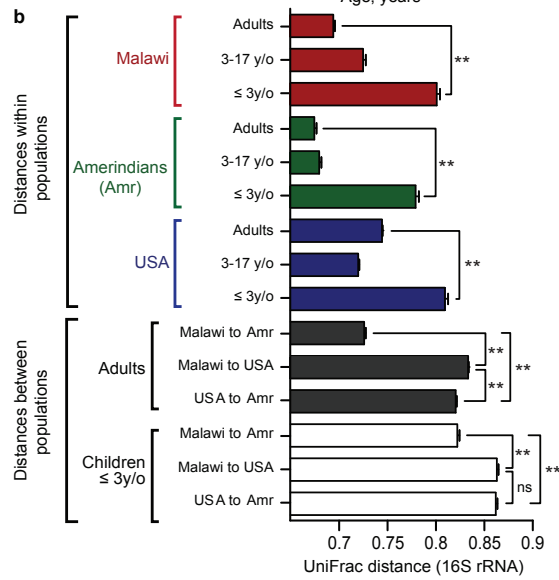 Age, years
b
Distances within
populations
Malawi
Adults
3-17 y/o
≤ 3y/o
**
Amerindians
(Amr)
Adults
3-17 y/o
≤ 3y/o
**
USA
Adults
3-17 y/o
≤ 3y/o
**
Distances between
populations
Adults
Malawi to Amr
Malawi to USA
USA to Amr
**
**
**
Children
≤ 3y/o
Malawi to Amr
Malawi to USA
USA to Amr
**
ns
**
0.7 0.75 0.8 0.85 0.9
UniFrac distance (16S rRNA)